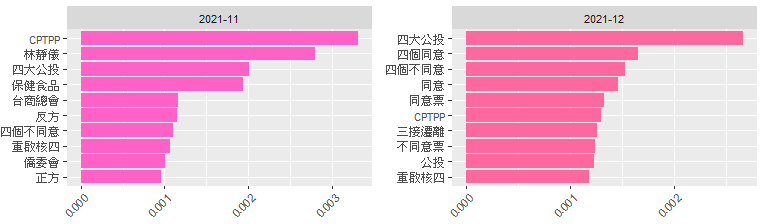 2021-11
CPTPP
林靜儀
四大公投
保健食品
台商總會
反方
四個不同意
重啟核四
僑委會
正方
0.000
0.001
0.002
0.003
2021-12
四大公投
四個同意
四個不同意
同意
同意票
CPTPP
三接遷離
不同意票
公投
重啟核四
0.000
0.001
0.002